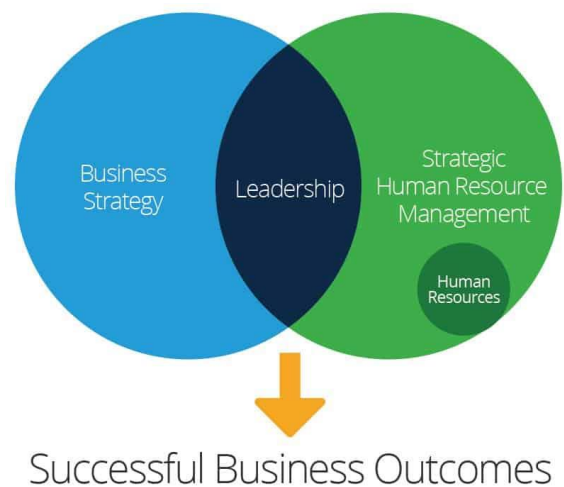 Business
Strategy
Leadership
Strategic
Human Resource
Management
Human
Resources
Successful Business Outcomes